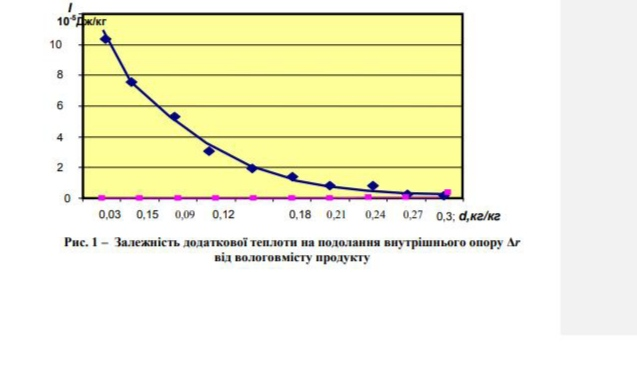 I
10⁻⁵Дж/кг
10
8
6
4
2
0
0,03 0,15 0,09 0,12 0,18 0,21 0,24 0,27 0,3; d,кг/кг
Рис. 1 – Залежність додаткової теплоти на подолання внутрішнього опору Δr
від вологовмісту продукту